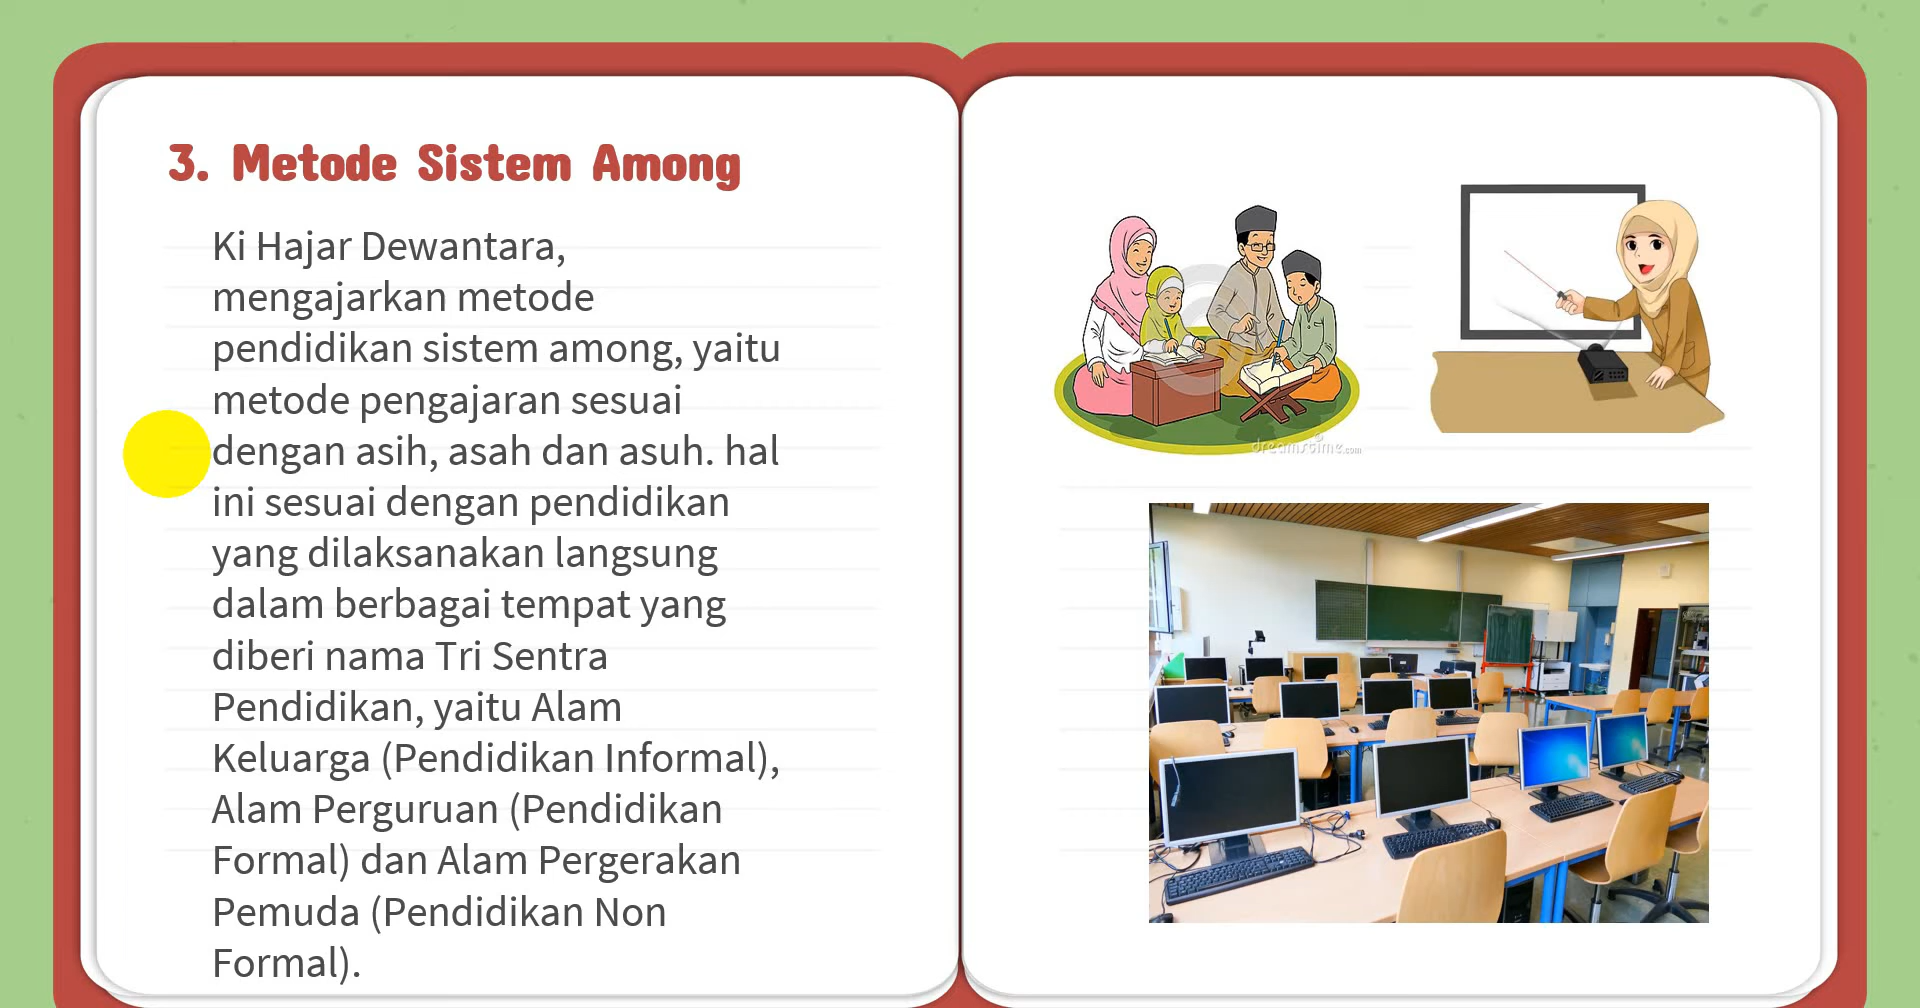 3. Metode Sistem Among
Ki Hajar Dewantara,
mengajarkan metode
pendidikan sistem among, yaitu
metode pengajaran sesuai
dengan asih, asah dan asuh. hal
ini sesuai dengan pendidikan
yang dilaksanakan langsung
dalam berbagai tempat yang
diberi nama Tri Sentra
Pendidikan, yaitu Alam
Keluarga (Pendidikan Informal),
Alam Perguruan (Pendidikan
Formal) dan Alam Pergerakan
Pemuda (Pendidikan Non
Formal).
dreamstime.com